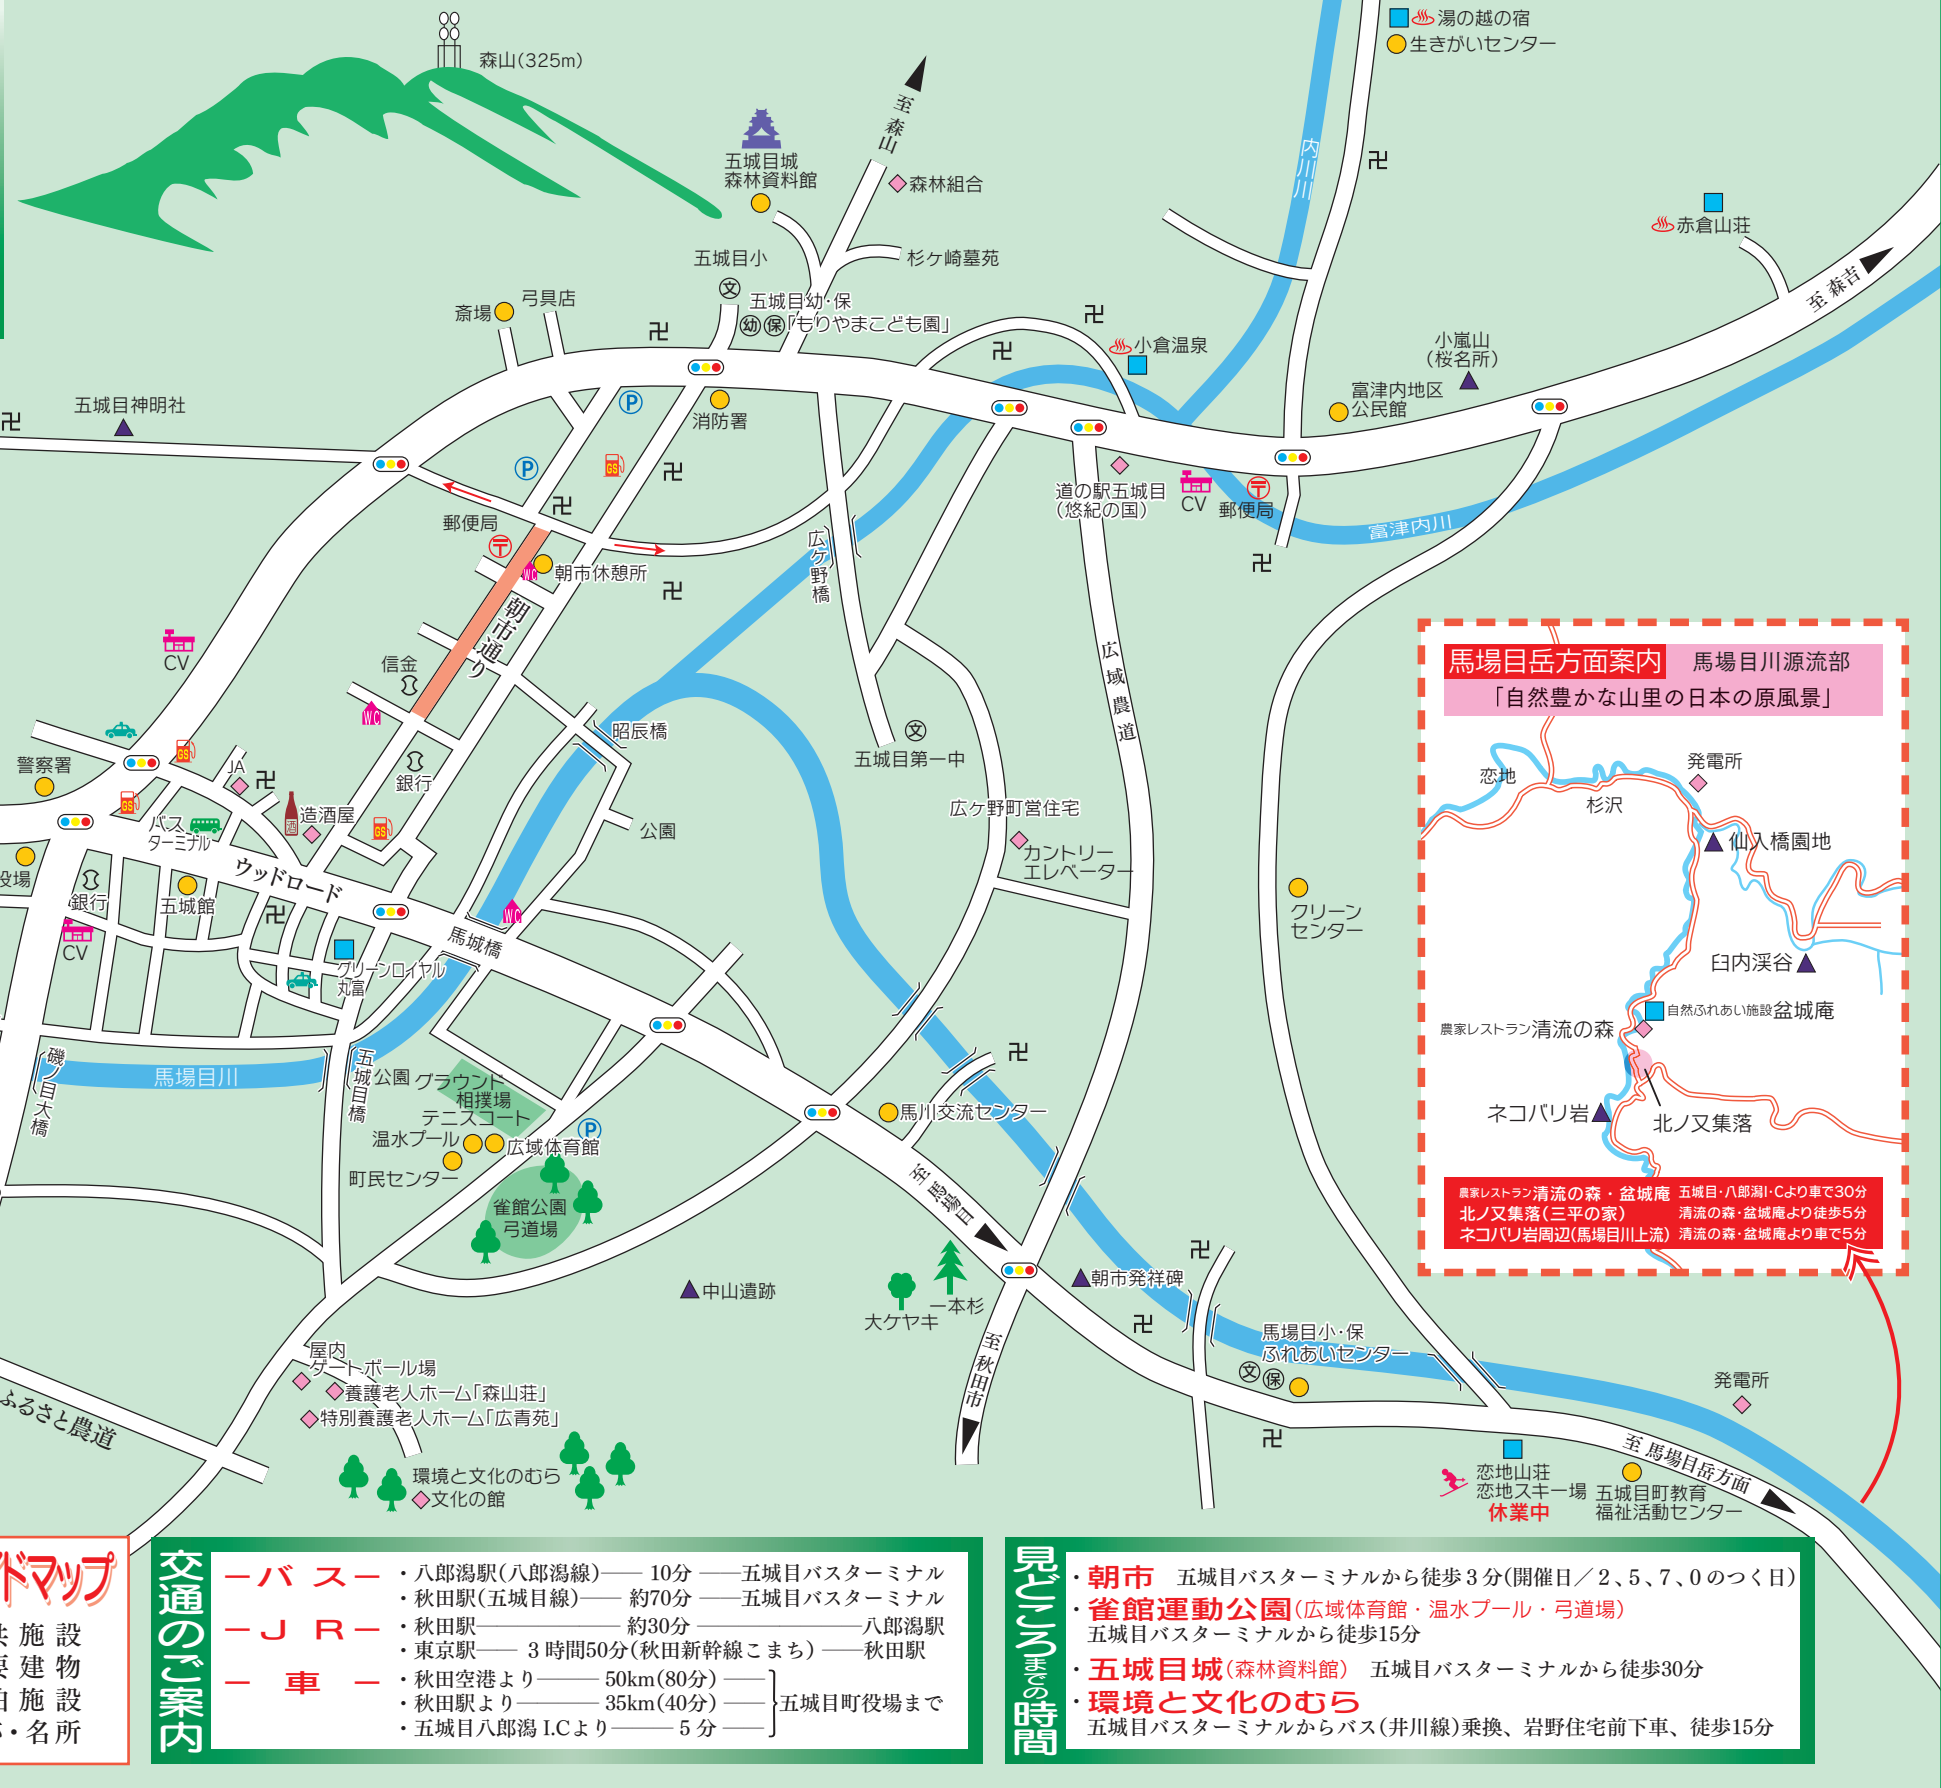 森山(325m)
湯の越の宿
生きがいセンター
至 森山
五城目城
森林資料館
森林組合
内川川
赤倉山荘
五城目小
文
杉ケ崎墓苑
斎場
弓具店
五城目幼・保
幼 保 「もりやまこども園」
小倉温泉
小嵐山
(桜名所)
至 森吉
富津内地区
公民館
五城目神明社
P
消防署
P
GS
道の駅五城目
(悠紀の国)
CV
郵便局
富津内川
郵便局
WC
朝市休憩所
広ケ野橋
朝市通り
CV
信金
WC
広域農道
昭辰橋
文
五城目第一中
警察署
GS
JA
銀行
GS
バス
ターミナル
酒
造酒屋
GS
公園
広ケ野町営住宅
カントリー
エレベーター
役場
ウッドロード
銀行
五城館
WC
クリーン
センター
CV
馬城橋
グリーンロイヤル
丸富
磯ノ目大橋
馬場目川
五城目橋
公園
グラウンド
相撲場
テニスコート
温水プール
P
広域体育館
町民センター
馬川交流センター
至 馬場目
雀館公園
弓道場
中山遺跡
大ケヤキ
一本杉
朝市発祥碑
至 秋田市
馬場目小・保
ふれあいセンター
文 保
屋内
ゲートボール場
養護老人ホーム「森山荘」
特別養護老人ホーム「広青苑」
ふるさと農道
環境と文化のむら
文化の館
発電所
至 馬場目岳方面
恋地山荘
恋地スキー場
休業中
五城目町教育
福祉活動センター
馬場目岳方面案内 馬場目川源流部
「自然豊かな山里の日本の原風景」
恋地
発電所
杉沢
仙入橋園地
臼内渓谷
自然ふれあい施設 盆城庵
農家レストラン 清流の森
ネコバリ岩
北ノ又集落
農家レストラン 清流の森・盆城庵 五城目・八郎潟I・Cより車で30分
北ノ又集落(三平の家) 清流の森・盆城庵より徒歩5分
ネコバリ岩周辺(馬場目川上流) 清流の森・盆城庵より車で5分
ドマップ
施設
建物
施設
・名所
交通のご案内
－バス－
・八郎潟駅(八郎潟線)── 10分 ──五城目バスターミナル
・秋田駅(五城目線)── 約70分 ──五城目バスターミナル
－JR－
・秋田駅─────── 約30分 ────────八郎潟駅
・東京駅── 3時間50分(秋田新幹線こまち) ──秋田駅
－車－
・秋田空港より─── 50km(80分) ──
・秋田駅より──── 35km(40分) ── 五城目町役場まで
・五城目八郎潟 I.Cより─── 5分 ──
見どころまでの時間
・朝市 五城目バスターミナルから徒歩3分(開催日／2、5、7、0のつく日)
・雀館運動公園(広域体育館・温水プール・弓道場)
五城目バスターミナルから徒歩15分
・五城目城(森林資料館) 五城目バスターミナルから徒歩30分
・環境と文化のむら
五城目バスターミナルからバス(井川線)乗換、岩野住宅前下車、徒歩15分